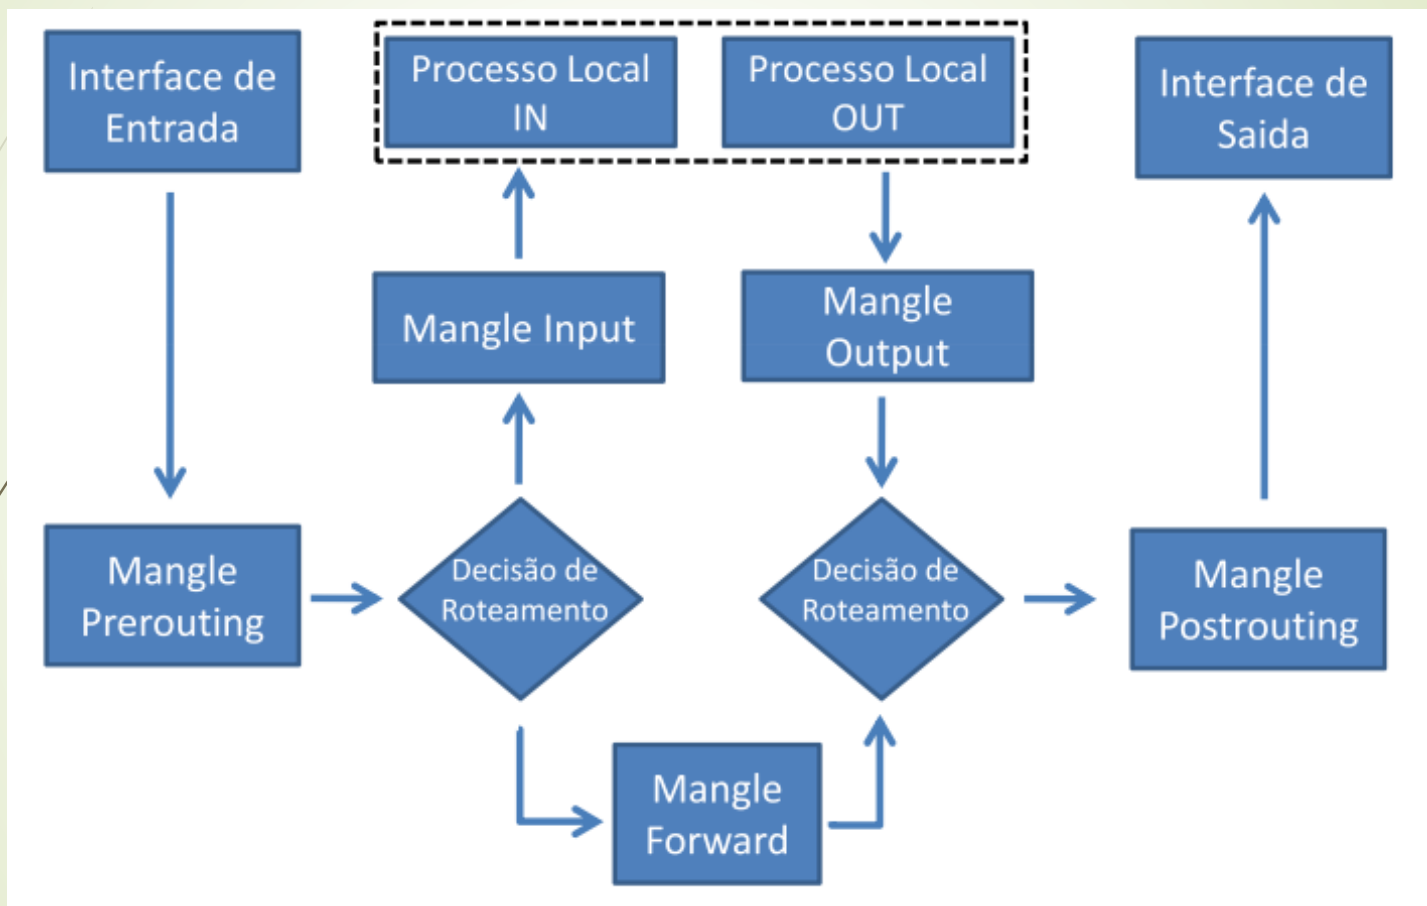 Interface de
Entrada
Processo Local
IN
Processo Local
OUT
Interface de
Saida
Mangle Input
Mangle
Output
Mangle
Prerouting
Decisão de
Roteamento
Decisão de
Roteamento
Mangle
Postrouting
Mangle
Forward